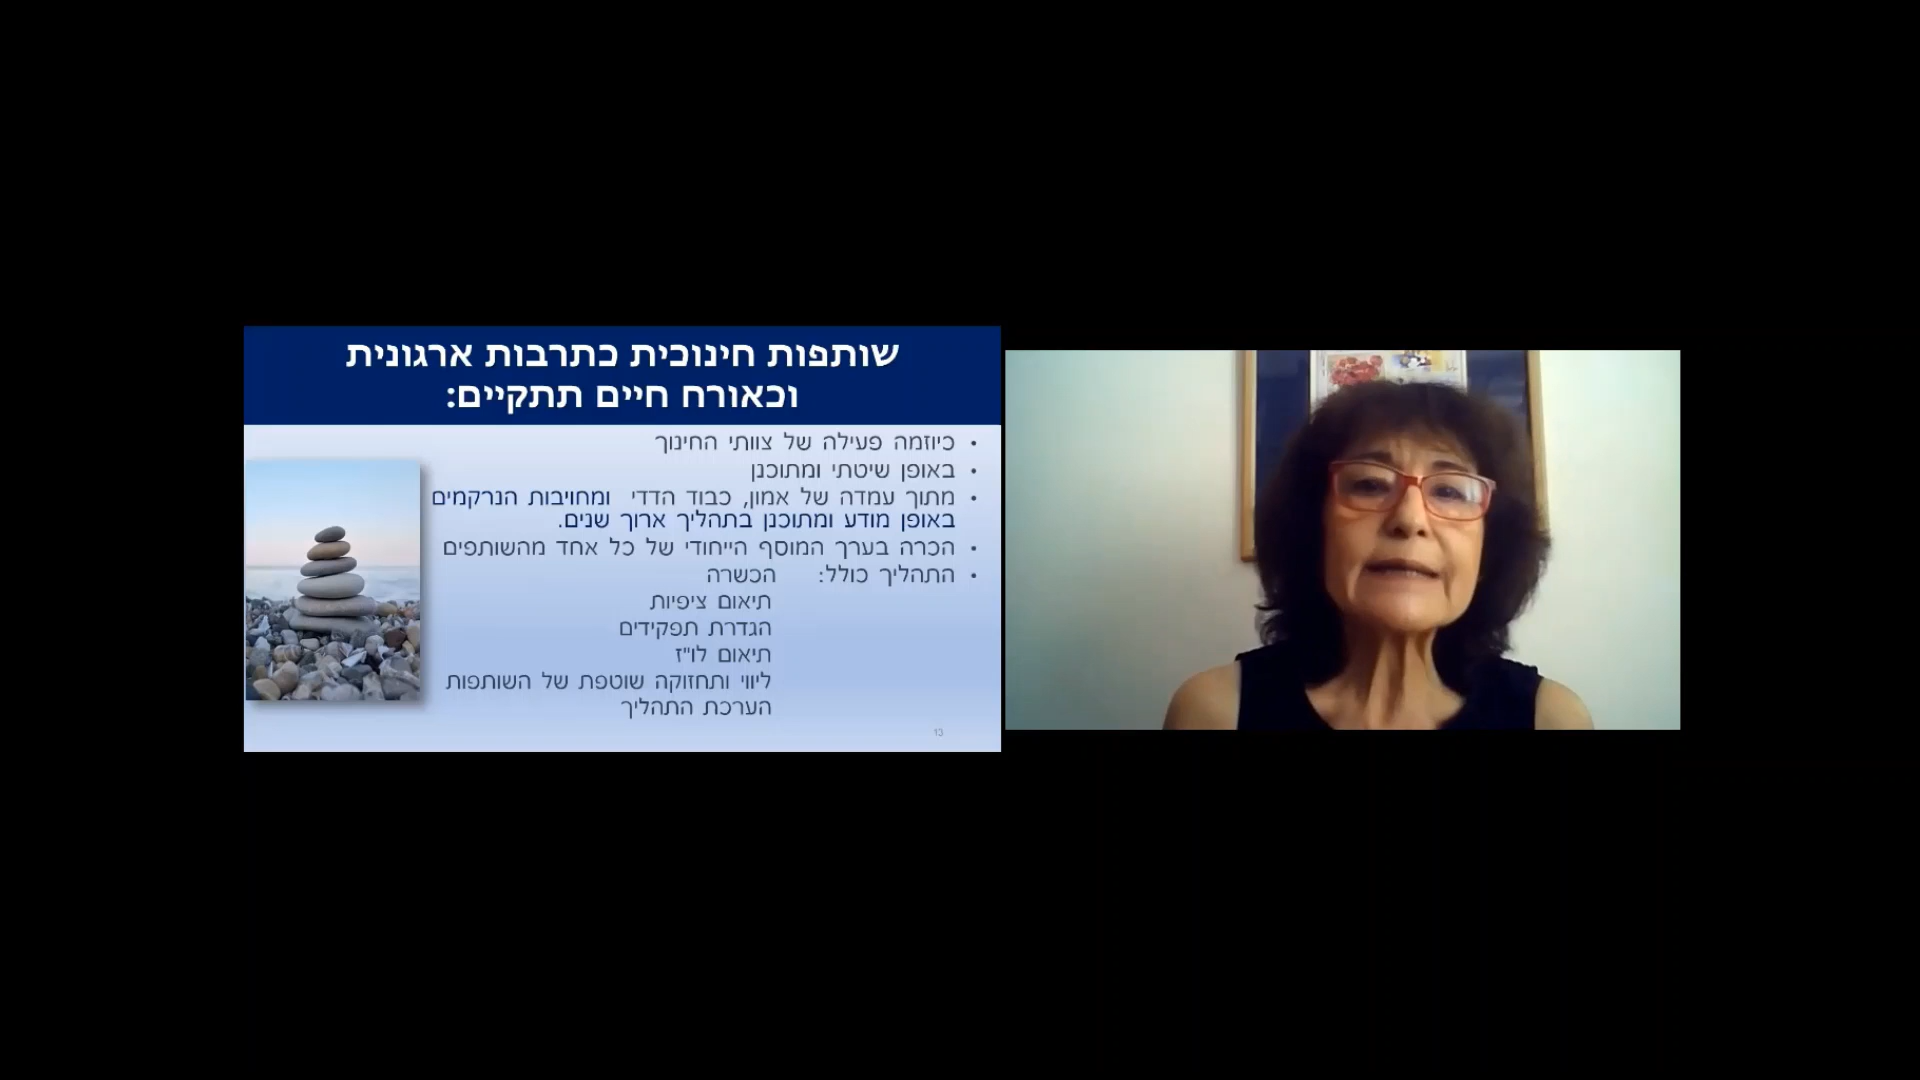 שותפות חינוכית כתרבות ארגונית
וכאורח חיים תתקיים:
• כיוזמה פעילה של צוותי החינוך
• באופן שיטתי ומתוכנן
• מתוך עמדה של אמון, כבוד הדדי ומחויבות הנרקמים
באופן מודע ומתוכנן בתהליך ארוך שנים.
• הכרה בערך המוסף הייחודי של כל אחד מהשותפים
• התהליך כולל: הכשרה
תיאום ציפיות
הגדרת תפקידים
תיאום לו"ז
ליווי ותחזוקה שוטפת של השותפות
הערכת התהליך
13